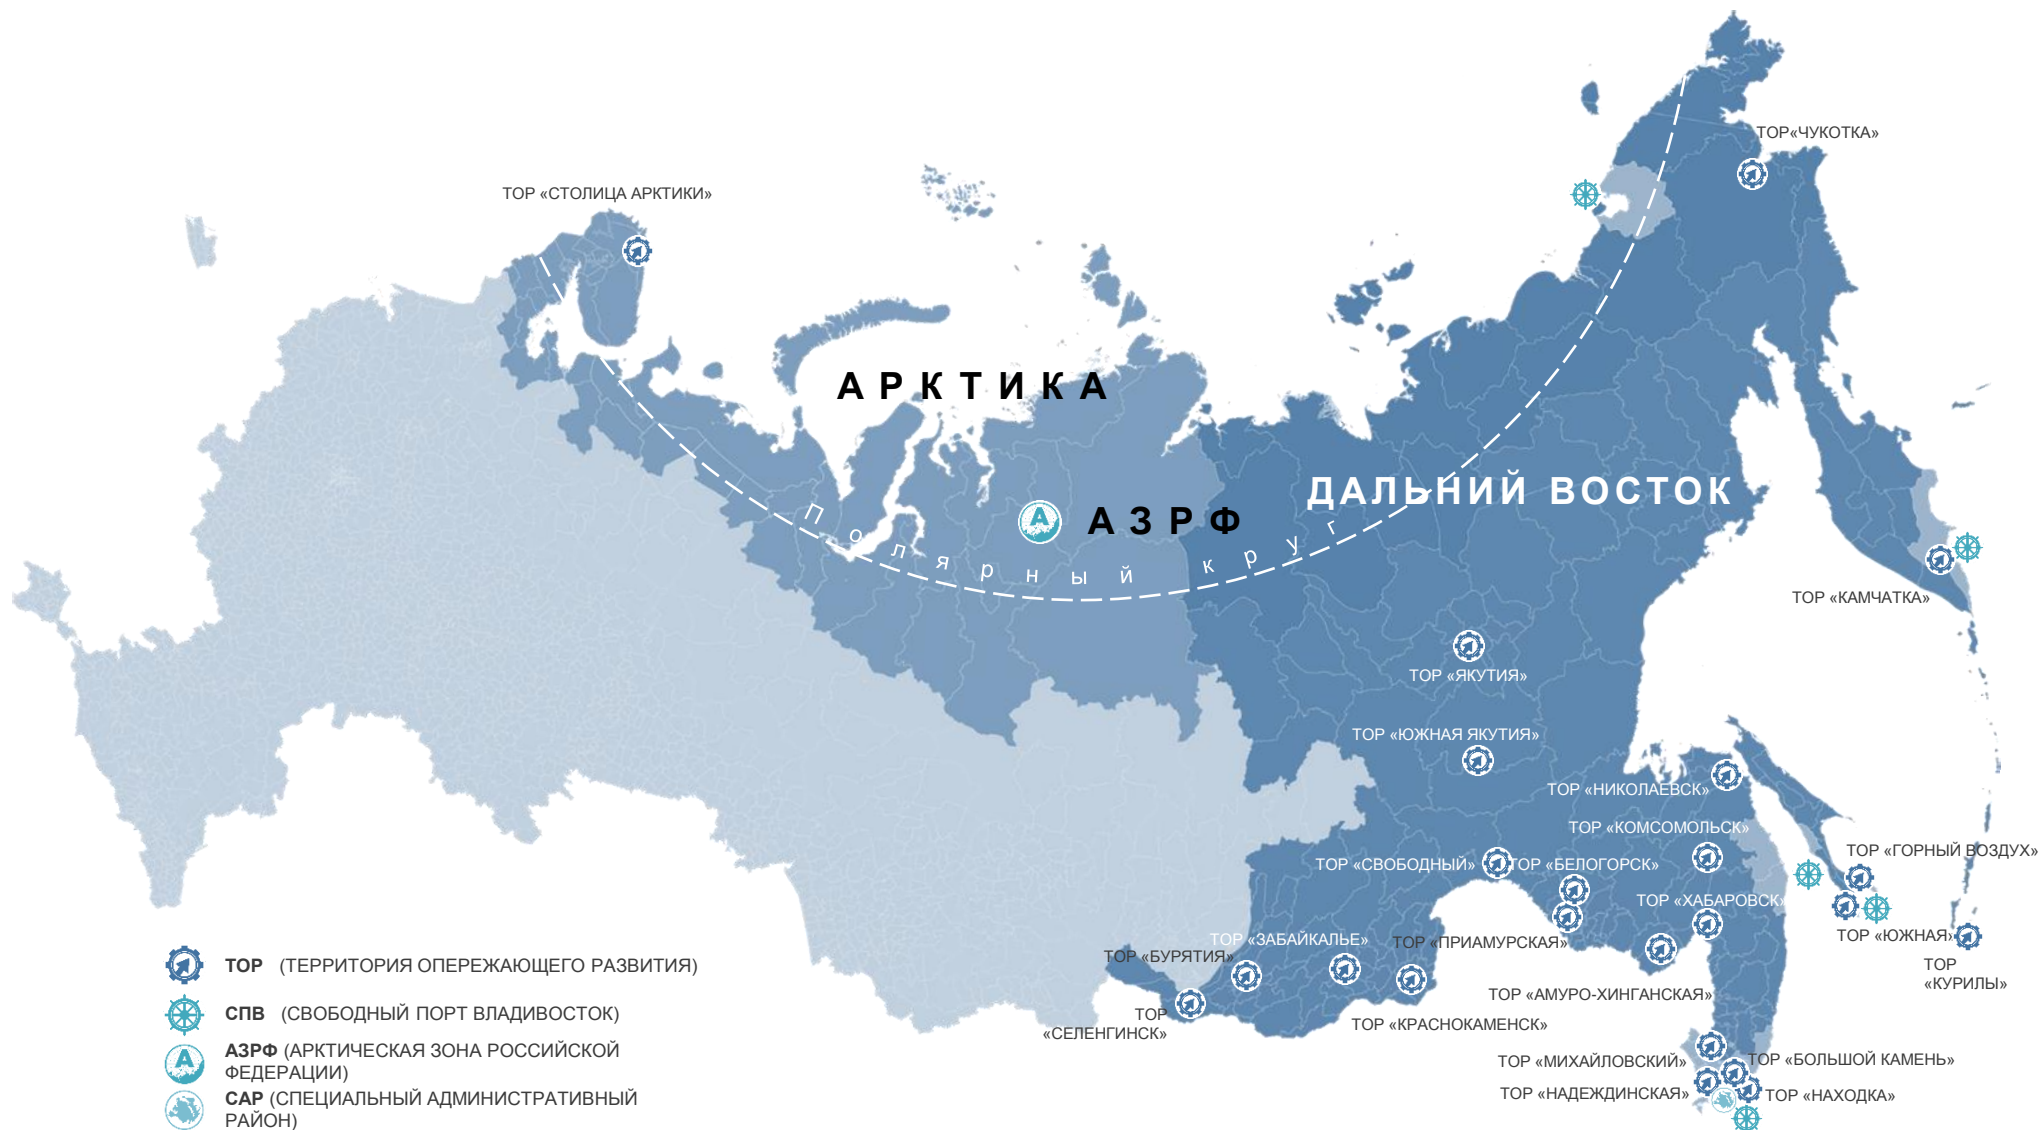 ТОР«ЧУКОТКА»
ТОР «СТОЛИЦА АРКТИКИ»
АРКТИКА
ДАЛЬНИЙ ВОСТОК
А
АЗРФ
Полярный круг
ТОР «КАМЧАТКА»
ТОР «ЯКУТИЯ»
ТОР «ЮЖНАЯ ЯКУТИЯ»
ТОР «НИКОЛАЕВСК»
ТОР «КОМСОМОЛЬСК»
ТОР «ГОРНЫЙ ВОЗДУХ»
ТОР «СВОБОДНЫЙ»
ТОР «БЕЛОГОРСК»
ТОР «ХАБАРОВСК»
ТОР «ЮЖНАЯ»
ТОР «ЗАБАЙКАЛЬЕ»
ТОР «ПРИАМУРСКАЯ»
ТОР «БУРЯТИЯ»
ТОР
«КУРИЛЫ»
ТОР «АМУРО-ХИНГАНСКАЯ»
ТОР
«СЕЛЕНГИНСК»
ТОР «КРАСНОКАМЕНСК»
ТОР «МИХАЙЛОВСКИЙ»
ТОР «БОЛЬШОЙ КАМЕНЬ»
ТОР «НАДЕЖДИНСКАЯ»
ТОР «НАХОДКА»
ТОР (ТЕРРИТОРИЯ ОПЕРЕЖАЮЩЕГО РАЗВИТИЯ)
СПВ (СВОБОДНЫЙ ПОРТ ВЛАДИВОСТОК)
А
АЗРФ (АРКТИЧЕСКАЯ ЗОНА РОССИЙСКОЙ
ФЕДЕРАЦИИ)
САР (СПЕЦИАЛЬНЫЙ АДМИНИСТРАТИВНЫЙ
РАЙОН)